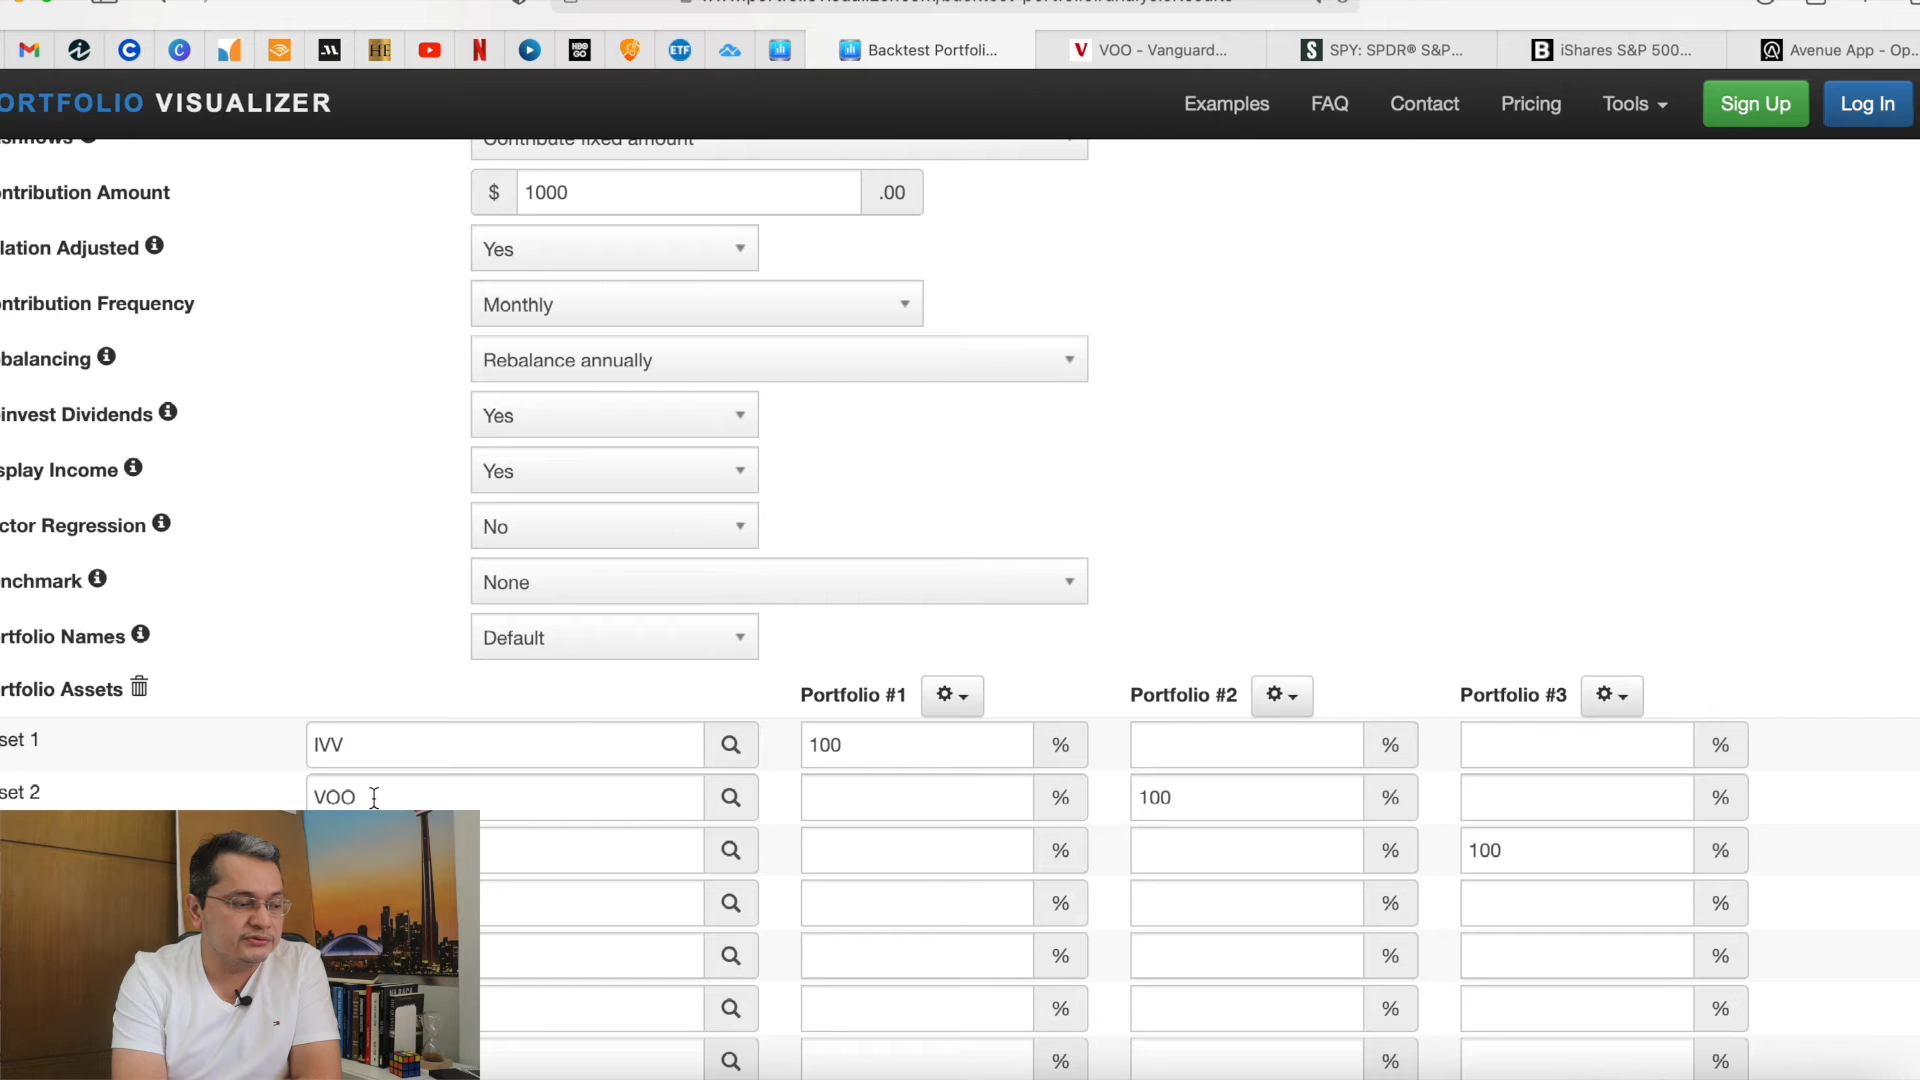 Backtest Portfoli...
VOO - Vanguard...
SPY: SPDR® S&P...
iShares S&P 500...
Avenue App - Op...
ORTFOLIO VISUALIZER
Examples
FAQ
Contact
Pricing
Tools
Sign Up
Log In
Contribute fixed amount
ntribution Amount
$ 1000 .00
lation Adjusted
Yes
ntribution Frequency
Monthly
balancing
Rebalance annually
invest Dividends
Yes
splay Income
Yes
ctor Regression
No
nchmark
None
rtfolio Names
Default
rtfolio Assets
Portfolio #1
Portfolio #2
Portfolio #3
set 1
IVV
100 % % %
set 2
VOO
% 100 % %
% % 100 %
% % %
% % %
% % %
% % %